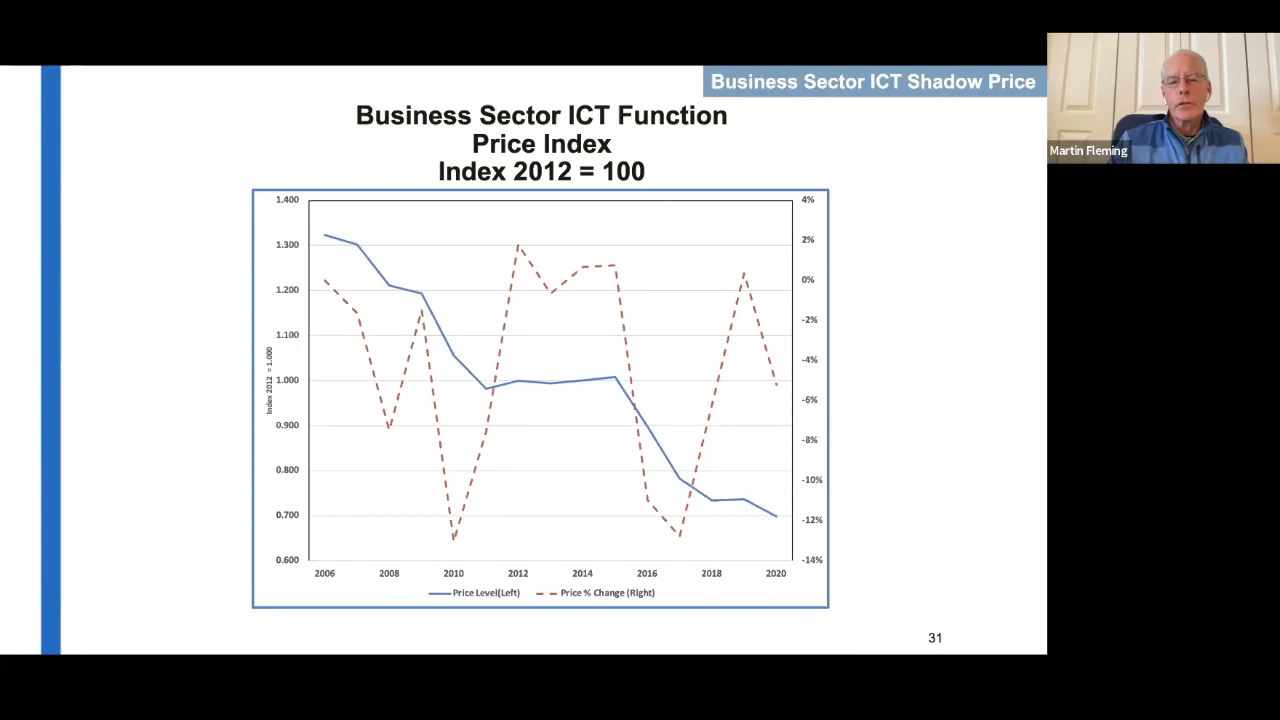 Business Sector ICT Shadow Price
Martin Fleming
Business Sector ICT Function
Price Index
Index 2012 = 100
1.400
1.300
1.200
1.100
1.000
0.900
0.800
0.700
0.600
Index 2012 = 1.000
4%
2%
0%
-2%
-4%
-6%
-8%
-10%
-12%
-14%
2006 2008 2010 2012 2014 2016 2018 2020
Price Level(Left) Price % Change (Right)
31